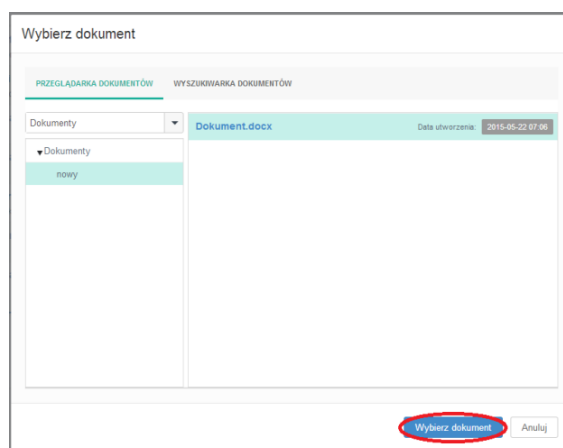 Wybierz dokument
PRZEGLĄDARKA DOKUMENTÓW WYSZUKIWARKA DOKUMENTÓW
Dokumenty
Dokumenty
nowy
Dokument.docx Data utworzenia: 2015-05-22 07:06
Wybierz dokument Anuluj